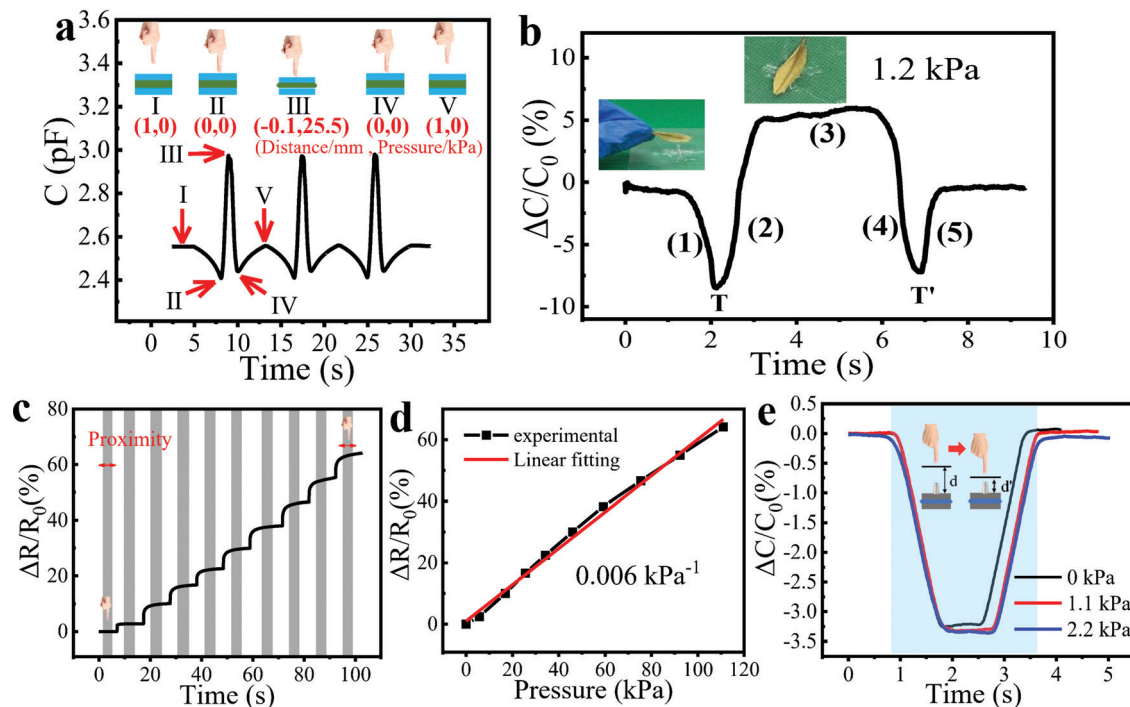 a
C (pF)
3.6
3.4
3.2
3.0
2.8
2.6
2.4
2.2
I II III IV V
(1,0) (0,0) (-0.1,25.5) (0,0) (1,0)
(Distance/mm , Pressure/kPa)
III
I
V
II
IV
0 5 10 15 20 25 30 35
Time (s)
b
1.2 kPa
ΔC/C0 (%)
10
5
0
-5
-10
(1)
(2)
(3)
(4)
(5)
T
T'
0 2 4 6 8 10
Time (s)
c
Proximity
ΔR/R0(%)
80
60
40
20
0
0 20 40 60 80 100
Time (s)
d
experimental
Linear fitting
0.006 kPa-1
ΔR/R0(%)
60
40
20
0
0 20 40 60 80 100 120
Pressure (kPa)
e
ΔC/C0(%)
0.5
0.0
-0.5
-1.0
-1.5
-2.0
-2.5
-3.0
-3.5
d
d'
0 kPa
1.1 kPa
2.2 kPa
0 1 2 3 4 5
Time (s)